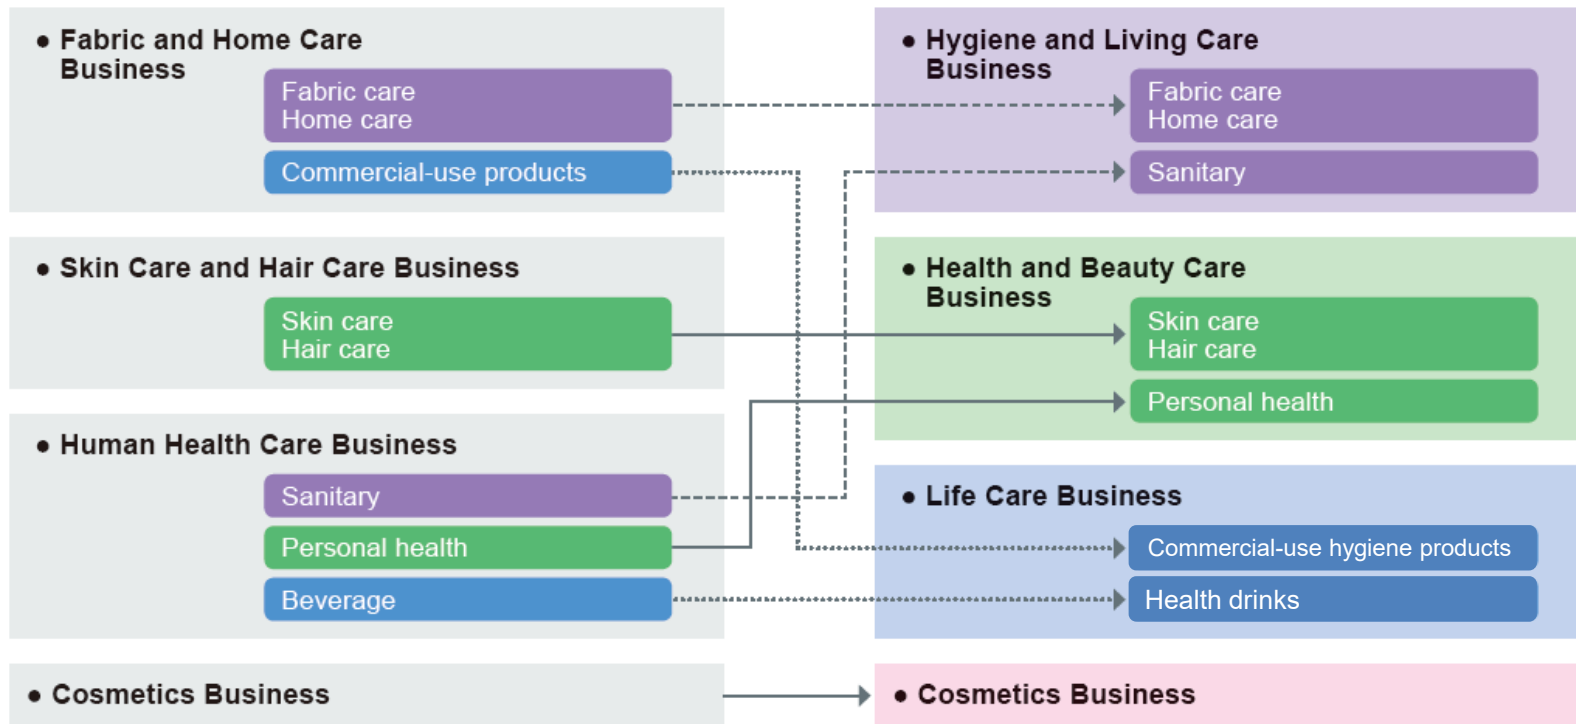 ● Fabric and Home Care
Business
Fabric care
Home care
Commercial-use products
● Skin Care and Hair Care Business
Skin care
Hair care
● Human Health Care Business
Sanitary
Personal health
Beverage
● Cosmetics Business
● Hygiene and Living Care
Business
Fabric care
Home care
Sanitary
● Health and Beauty Care
Business
Skin care
Hair care
Personal health
● Life Care Business
Commercial-use hygiene products
Health drinks
● Cosmetics Business